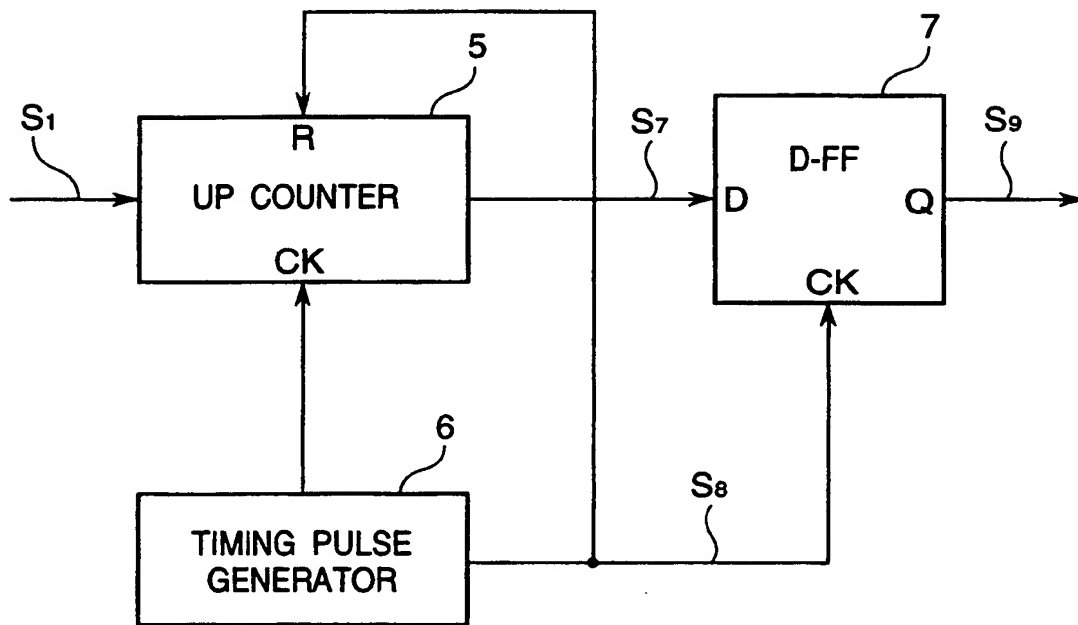 5
7
S1
R
UP COUNTER
CK
S7
D-FF
D
Q
CK
S9
6
TIMING PULSE
GENERATOR
S8